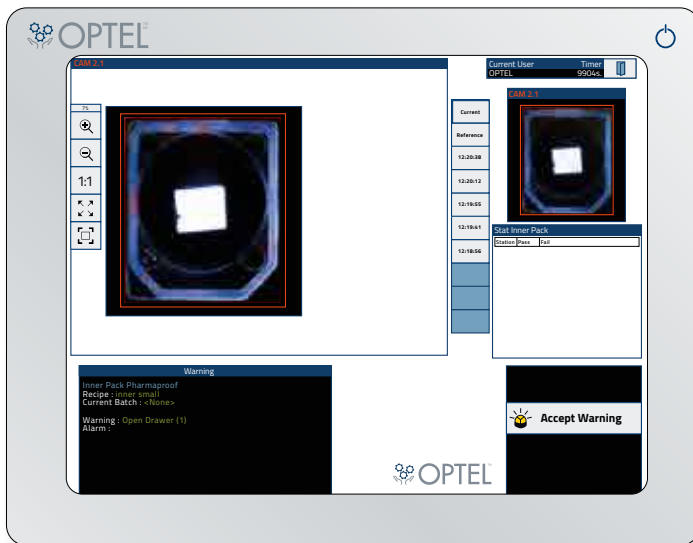 OPTEL
CAM 2.1
Current User Timer
OPTEL 9904s.
75
1:1
Current
Reference
12:20:38
12:20:12
12:19:55
12:19:41
12:18:56
CAM 2.1
Stat Inner Pack
Station Pass Fail
Warning
Inner Pack Pharmaproof
Recipe : inner small
Current Batch : <None>
Warning : Open Drawer (1)
Alarm :
Accept Warning
OPTEL